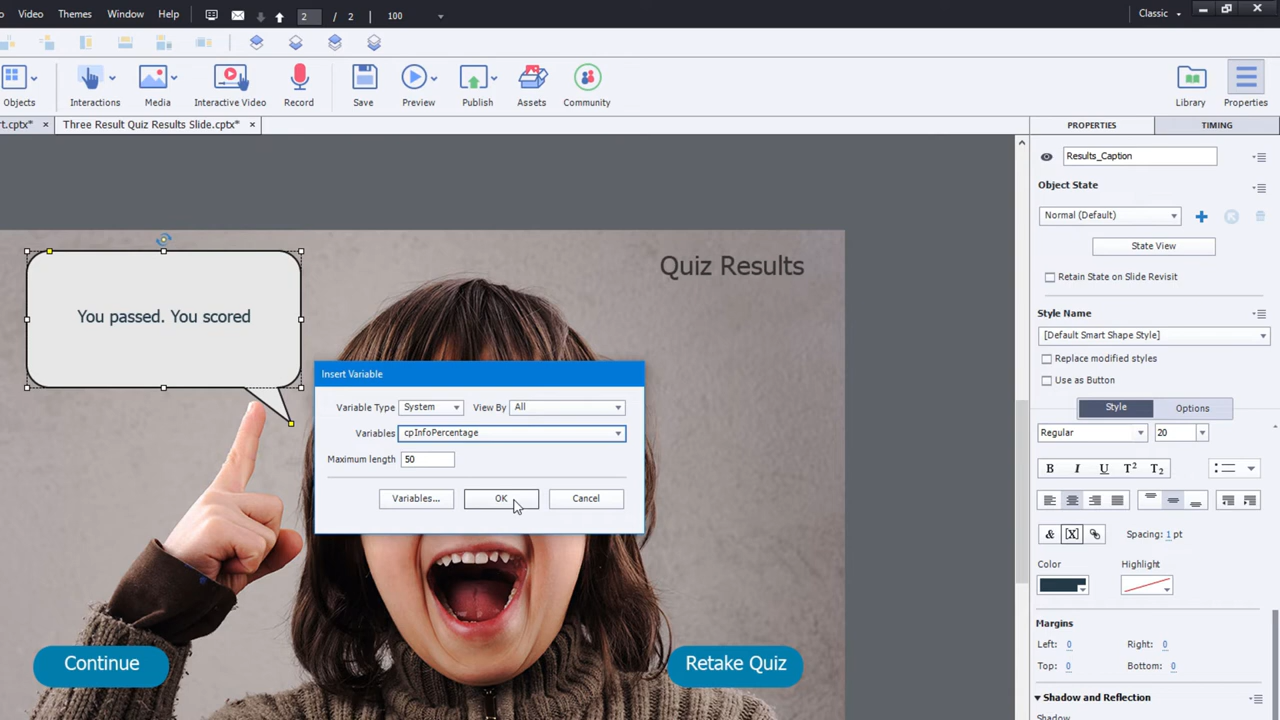 o Video Themes Window Help 2 / 2 100 Classic
Objects Interactions Media Interactive Video Record Save Preview Publish Assets Community Library Properties
rt.cptx* × Three Result Quiz Results Slide.cptx* × PROPERTIES TIMING
Results_Caption
Object State
Normal (Default)
State View
Retain State on Slide Revisit
Style Name
[Default Smart Shape Style]
Replace modified styles
Use as Button
Style Options
Regular 20
B I U T² T₂
& [X] Spacing: 1 pt
Color Highlight
Margins
Left: 0 Right: 0
Top: 0 Bottom: 0
Shadow and Reflection
Shadow
Quiz Results
You passed. You scored
Insert Variable
Variable Type System View By All
Variables cpInfoPercentage
Maximum length 50
Variables... OK Cancel
Continue Retake Quiz